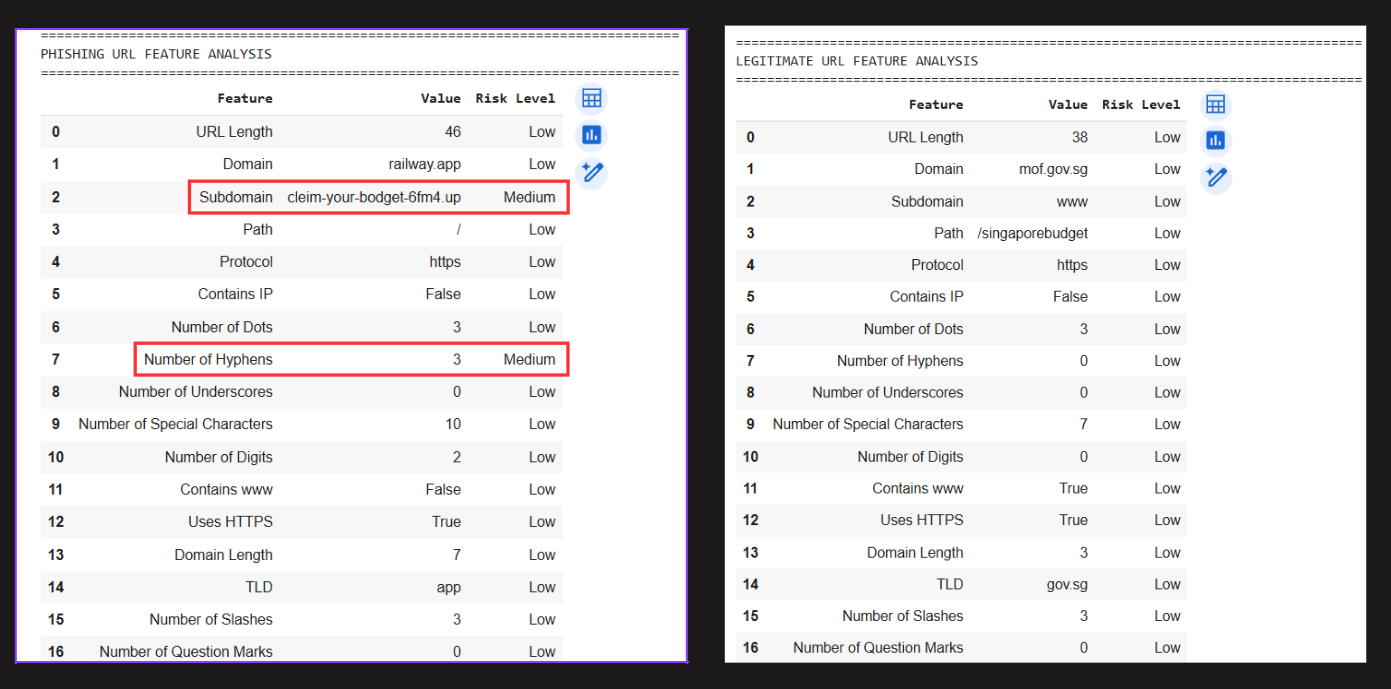 ================================================================================
PHISHING URL FEATURE ANALYSIS
================================================================================
Feature Value Risk Level
0 URL Length 46 Low
1 Domain railway.app Low
2 Subdomain cleim-your-bodget-6fm4.up Medium
3 Path / Low
4 Protocol https Low
5 Contains IP False Low
6 Number of Dots 3 Low
7 Number of Hyphens 3 Medium
8 Number of Underscores 0 Low
9 Number of Special Characters 10 Low
10 Number of Digits 2 Low
11 Contains www False Low
12 Uses HTTPS True Low
13 Domain Length 7 Low
14 TLD app Low
15 Number of Slashes 3 Low
16 Number of Question Marks 0 Low
================================================================================
LEGITIMATE URL FEATURE ANALYSIS
================================================================================
Feature Value Risk Level
0 URL Length 38 Low
1 Domain mof.gov.sg Low
2 Subdomain www Low
3 Path /singaporebudget Low
4 Protocol https Low
5 Contains IP False Low
6 Number of Dots 3 Low
7 Number of Hyphens 0 Low
8 Number of Underscores 0 Low
9 Number of Special Characters 7 Low
10 Number of Digits 0 Low
11 Contains www True Low
12 Uses HTTPS True Low
13 Domain Length 3 Low
14 TLD gov.sg Low
15 Number of Slashes 3 Low
16 Number of Question Marks 0 Low